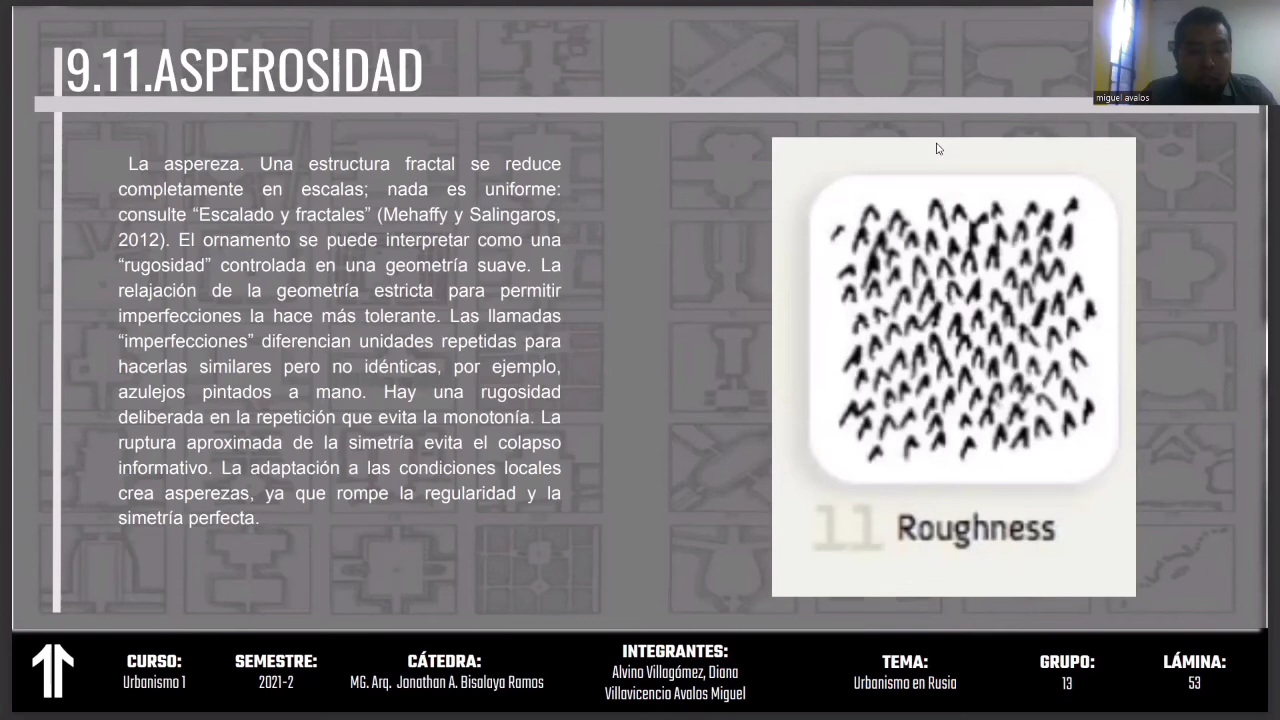 9.11.ASPEROSIDAD
miguel avalos
La aspereza. Una estructura fractal se reduce
completamente en escalas; nada es uniforme:
consulte “Escalado y fractales” (Mehaffy y Salingaros,
2012). El ornamento se puede interpretar como una
“rugosidad” controlada en una geometría suave. La
relajación de la geometría estricta para permitir
imperfecciones la hace más tolerante. Las llamadas
“imperfecciones” diferencian unidades repetidas para
hacerlas similares pero no idénticas, por ejemplo,
azulejos pintados a mano. Hay una rugosidad
deliberada en la repetición que evita la monotonía. La
ruptura aproximada de la simetría evita el colapso
informativo. La adaptación a las condiciones locales
crea asperezas, ya que rompe la regularidad y la
simetría perfecta.
11 Roughness
CURSO:
Urbanismo 1
SEMESTRE:
2021-2
CÁTEDRA:
MG. Arq. Jonathan A. Bisalaya Ramos
INTEGRANTES:
Alvino Villagómez, Diana
Villavicencio Avalos Miguel
TEMA:
Urbanismo en Rusia
GRUPO:
13
LÁMINA:
53